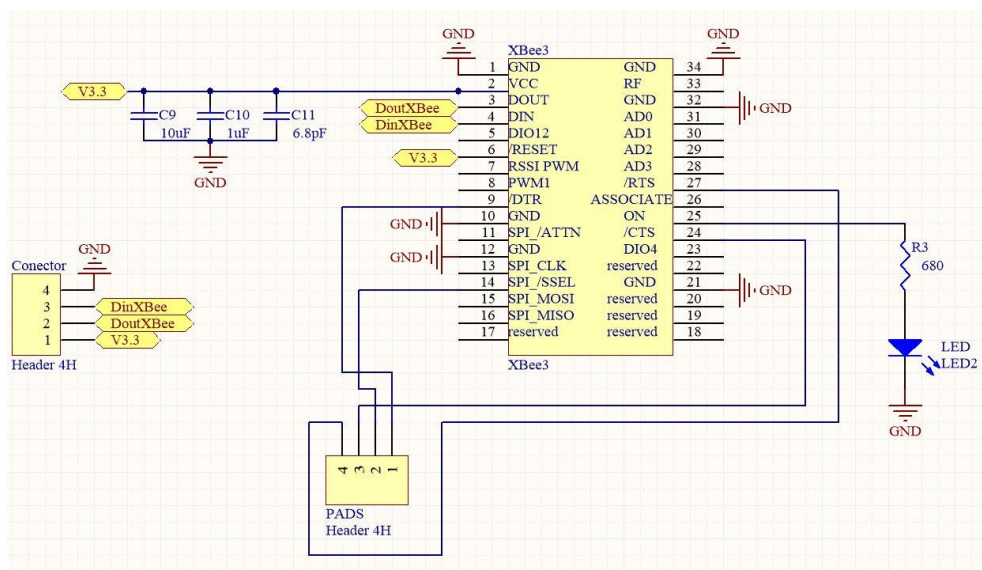 GND
GND
XBee3
1 GND GND 34
V3.3 2 VCC RF 33
DoutXBee 3 DOUT GND 32 GND
C9 C10 C11
10uF 1uF 6.8pF
DinXBee 4 DIN AD0 31
5 DIO12 AD1 30
V3.3 6 /RESET AD2 29
7 RSSI PWM AD3 28
GND
8 PWM1 /RTS 27
9 /DTR ASSOCIATE 26
GND 10 GND ON 25
11 SPI_/ATTN /CTS 24
GND 12 GND DIO4 23
R3
680
13 SPI_CLK reserved 22
14 SPI_/SSEL GND 21 GND
15 SPI_MOSI reserved 20
16 SPI_MISO reserved 19
17 reserved reserved 18
XBee3
GND
Conector
4
3 DinXBee
2 DoutXBee
1 V3.3
Header 4H
LED
LED2
GND
4 3 2 1
PADS
Header 4H